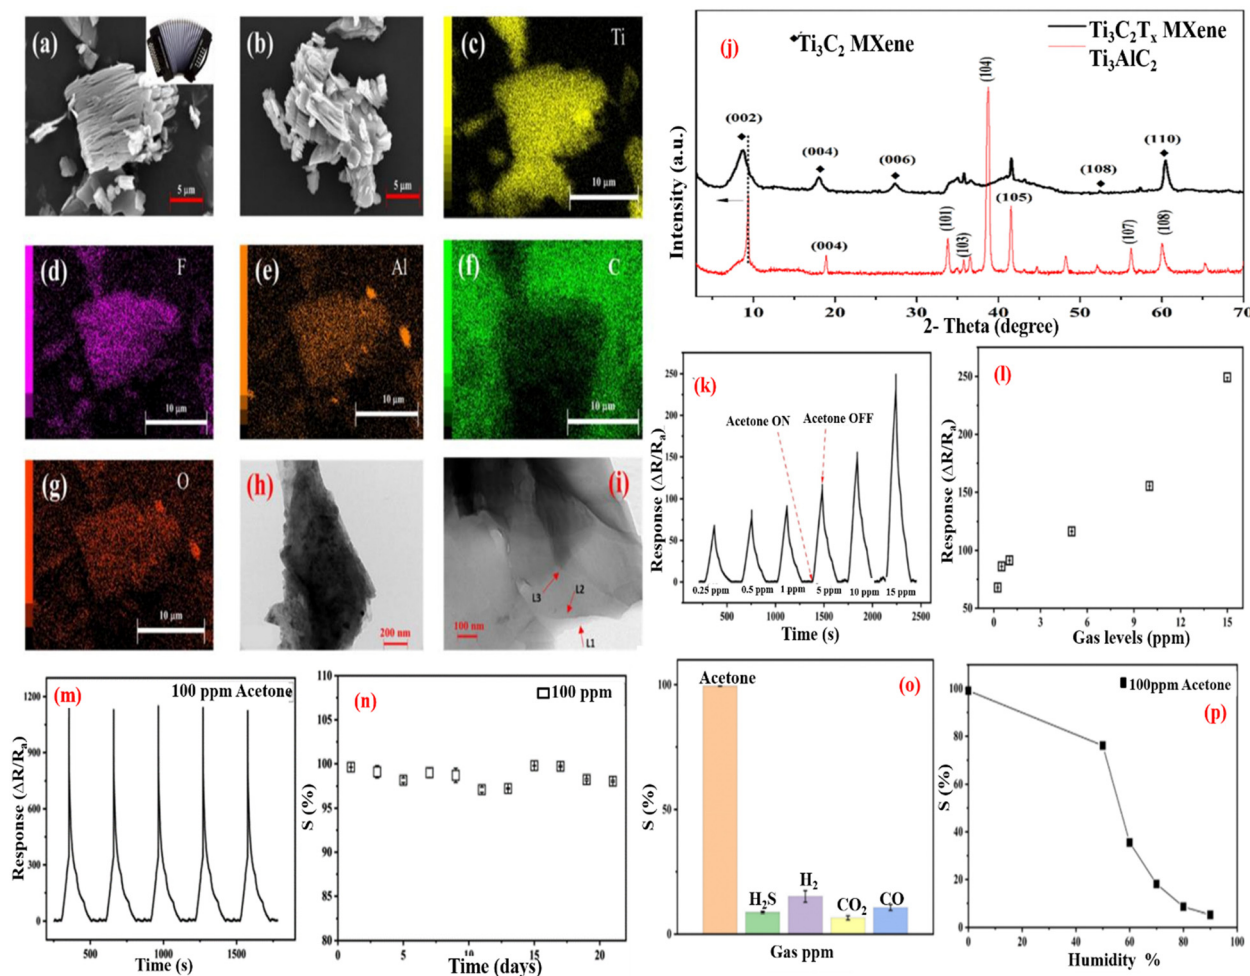 (a)
5 μm
(b)
5 μm
(c)
Ti
10 μm
(d)
F
10 μm
(e)
Al
10 μm
(f)
C
10 μm
(g)
O
10 μm
(h)
200 nm
(i)
L3
L2
L1
100 nm
(j)
◆Ti₃C₂ MXene
Ti₃C₂Tₓ MXene
Ti₃AlC₂
(002)
(004)
(006)
(104)
(108)
(110)
(004)
(101)
(103)
(105)
(107)
(108)
Intensity (a.u.)
10 20 30 40 50 60 70
2- Theta (degree)
(k)
Acetone ON
Acetone OFF
Response (ΔR/Rₐ)
250
200
150
100
50
0
0.25 ppm
0.5 ppm
1 ppm
5 ppm
10 ppm
15 ppm
500 1000 1500 2000 2500
Time (s)
(l)
Response (ΔR/Rₐ)
250
200
150
100
50
0 3 6 9 12 15
Gas levels (ppm)
(m)
100 ppm Acetone
Response (ΔR/Rₐ)
1200
900
600
300
0
500 1000 1500
Time (s)
(n)
100 ppm
S (%)
110
105
100
95
90
85
80
0 5 10 15 20
Time (days)
(o)
Acetone
H₂S
H₂
CO₂
CO
S (%)
100
50
0
Gas ppm
(p)
100ppm Acetone
S (%)
100
80
60
40
20
0
0 20 40 60 80 100
Humidity %